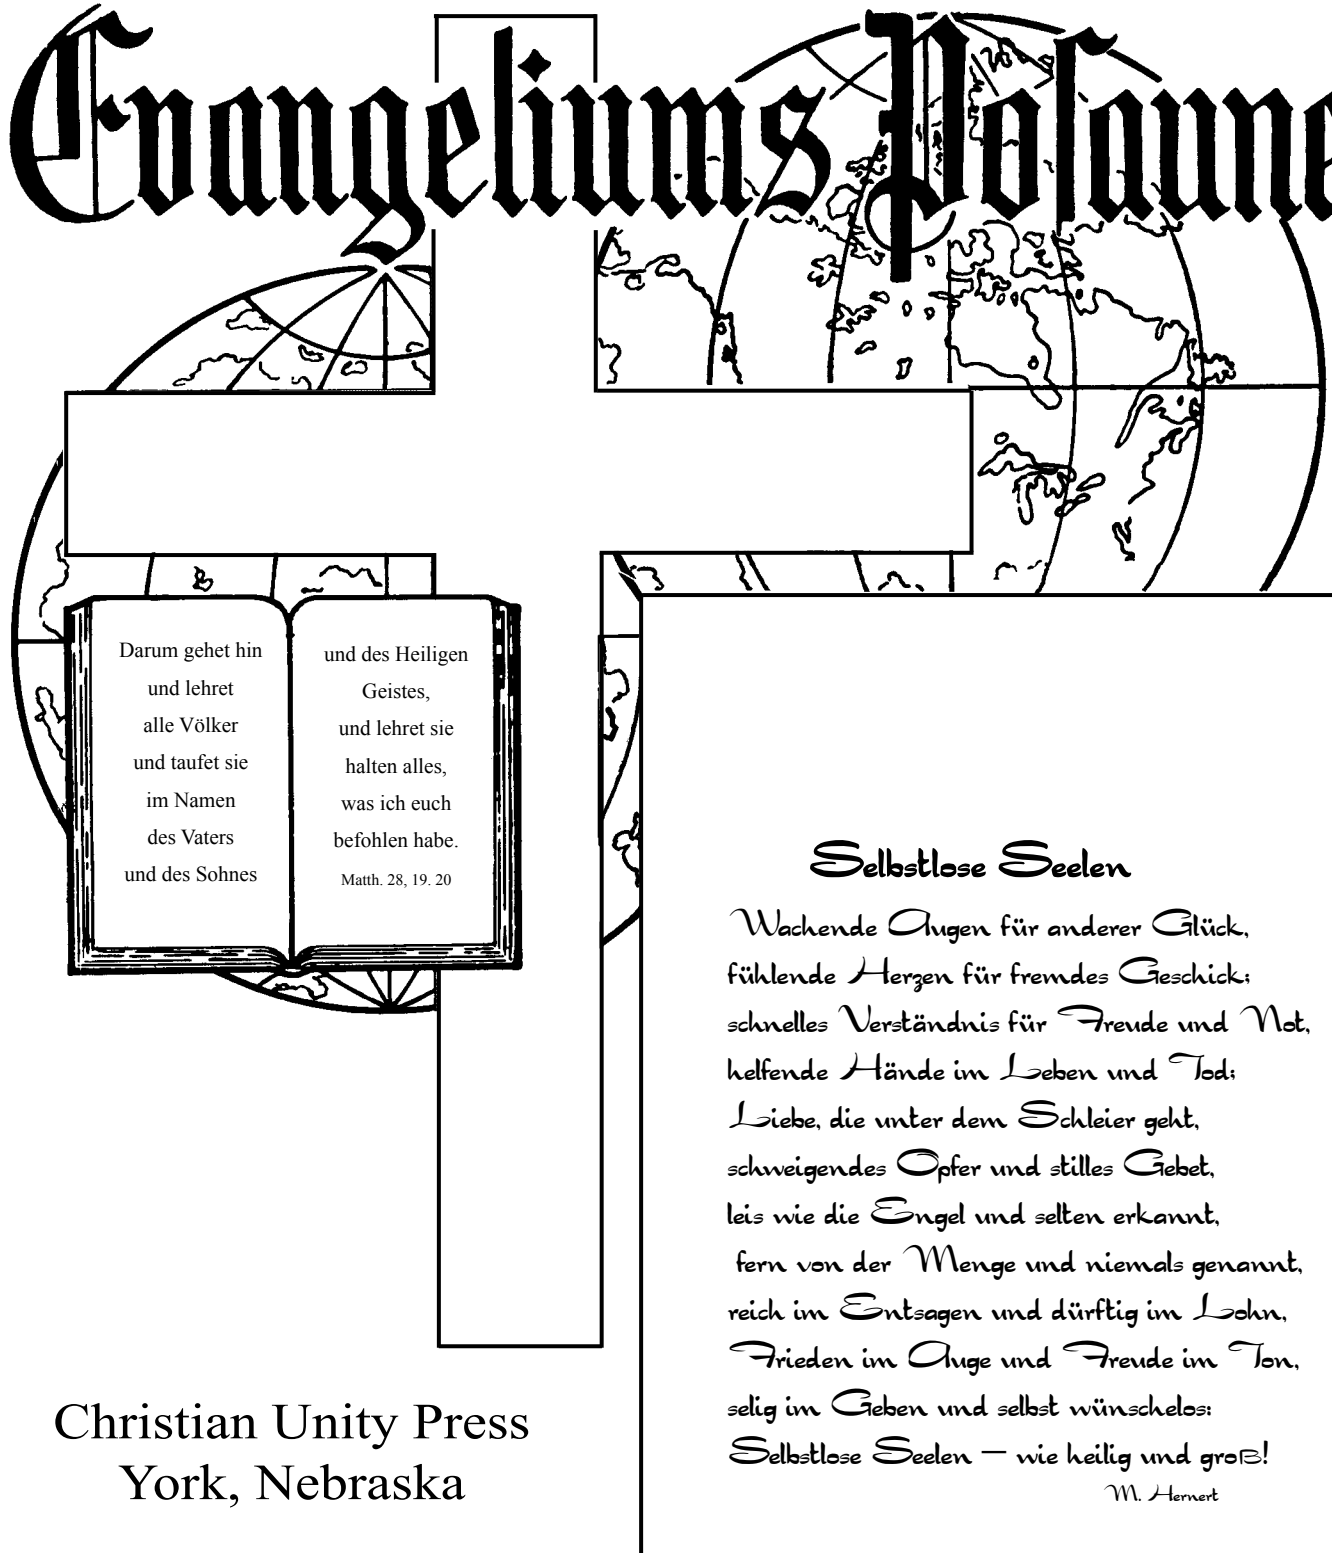 Evangeliums Posaune
Darum gehet hin
und lehret
alle Völker
und taufet sie
im Namen
des Vaters
und des Sohnes
und des Heiligen
Geistes,
und lehret sie
halten alles,
was ich euch
befohlen habe.
Matth. 28, 19. 20
Selbstlose Seelen
Wachende Augen für anderer Glück,
fühlende Herzen für fremdes Geschick;
schnelles Verständnis für Freude und Not,
helfende Hände im Leben und Tod;
Liebe, die unter dem Schleier geht,
schweigendes Opfer und stilles Gebet,
leis wie die Engel und selten erkannt,
fern von der Menge und niemals genannt,
reich im Entsagen und dürftig im Lohn,
Frieden im Auge und Freude im Ton,
selig im Geben und selbst wünschelos:
Selbstlose Seelen – wie heilig und groß!
M. Hernert
Christian Unity Press
York, Nebraska